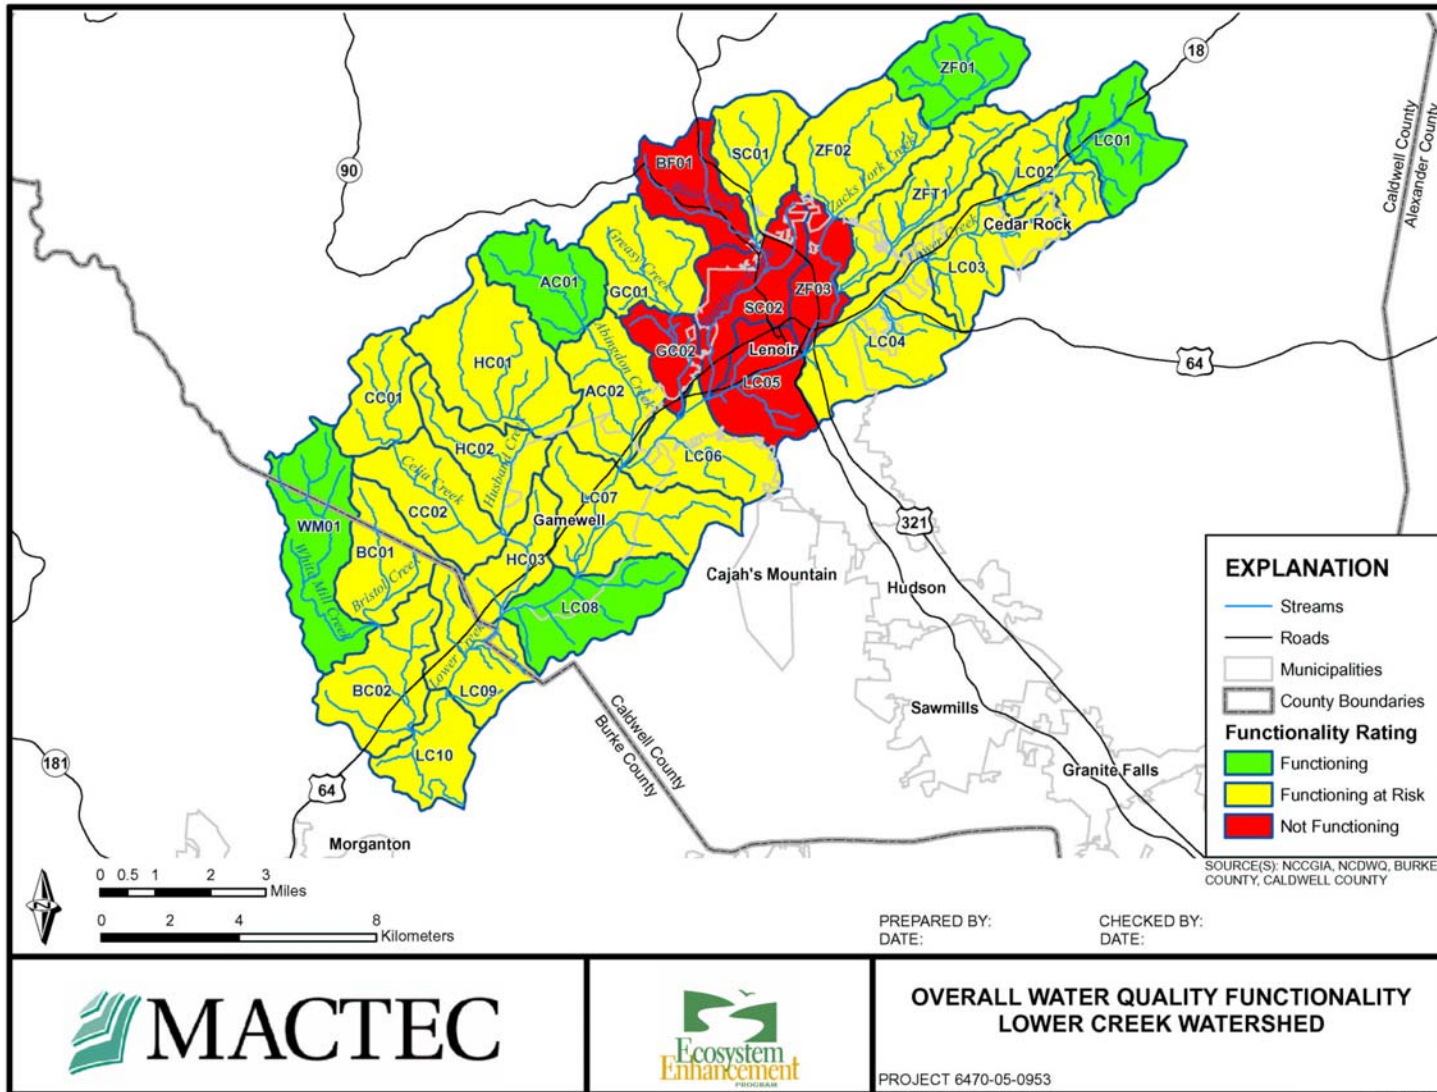 18
ZF01
LC01
Caldwell County
Alexander County
90
BF01
SC01
ZF02
Zacks Fork Creek
LC02
ZFT1
Cedar Rock
LC03
Greasy Creek
AC01
GC01
ZF03
SC02
Abingdon Creek
GC02
Lenoir
LC04
64
HC01
LC05
AC02
CC01
HC02
Husband Creek
LC06
Celia Creek
LC07
CC02
Gamewell
WM01
321
BC01
HC03
Cajah's Mountain
White Mill Creek
Bristol Creek
Hudson
LC08
Lower Creek
BC02
LC09
Sawmills
Caldwell County
Burke County
LC10
181
64
Granite Falls
Morganton
EXPLANATION
Streams
Roads
Municipalities
County Boundaries
Functionality Rating
Functioning
Functioning at Risk
Not Functioning
SOURCE(S): NCCGIA, NCDWQ, BURKE
COUNTY, CALDWELL COUNTY
N
0 0.5 1 2 3
Miles
0 2 4 8
Kilometers
PREPARED BY:
DATE:
CHECKED BY:
DATE:
MACTEC
Ecosystem
Enhancement
PROGRAM
OVERALL WATER QUALITY FUNCTIONALITY
LOWER CREEK WATERSHED
PROJECT 6470-05-0953